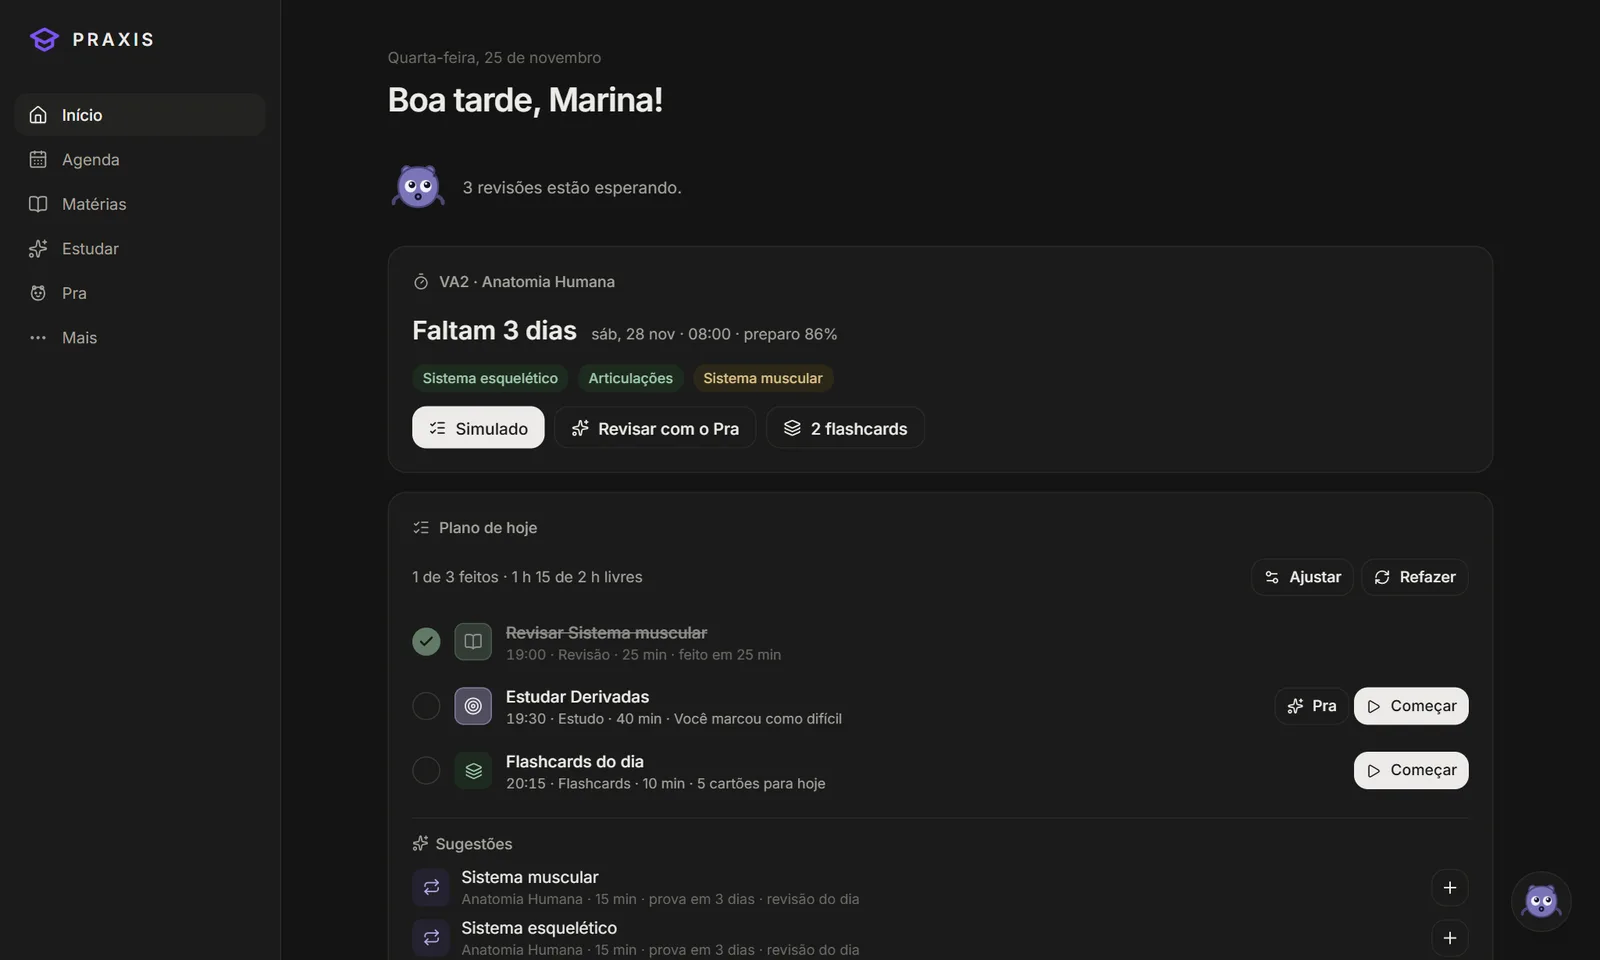 PRAXIS
Início
Agenda
Matérias
Estudar
Pra
Mais
Quarta-feira, 25 de novembro
Boa tarde, Marina!
3 revisões estão esperando.
VA2 · Anatomia Humana
Faltam 3 dias sáb, 28 nov · 08:00 · preparo 86%
Sistema esquelético Articulações Sistema muscular
Simulado Revisar com o Pra 2 flashcards
Plano de hoje
1 de 3 feitos · 1 h 15 de 2 h livres Ajustar Refazer
Revisar Sistema muscular
19:00 · Revisão · 25 min · feito em 25 min
Estudar Derivadas
19:30 · Estudo · 40 min · Você marcou como difícil
Pra Começar
Flashcards do dia
20:15 · Flashcards · 10 min · 5 cartões para hoje
Começar
Sugestões
Sistema muscular
Anatomia Humana · 15 min · prova em 3 dias · revisão do dia
Sistema esquelético
Anatomia Humana · 15 min · prova em 3 dias · revisão do dia